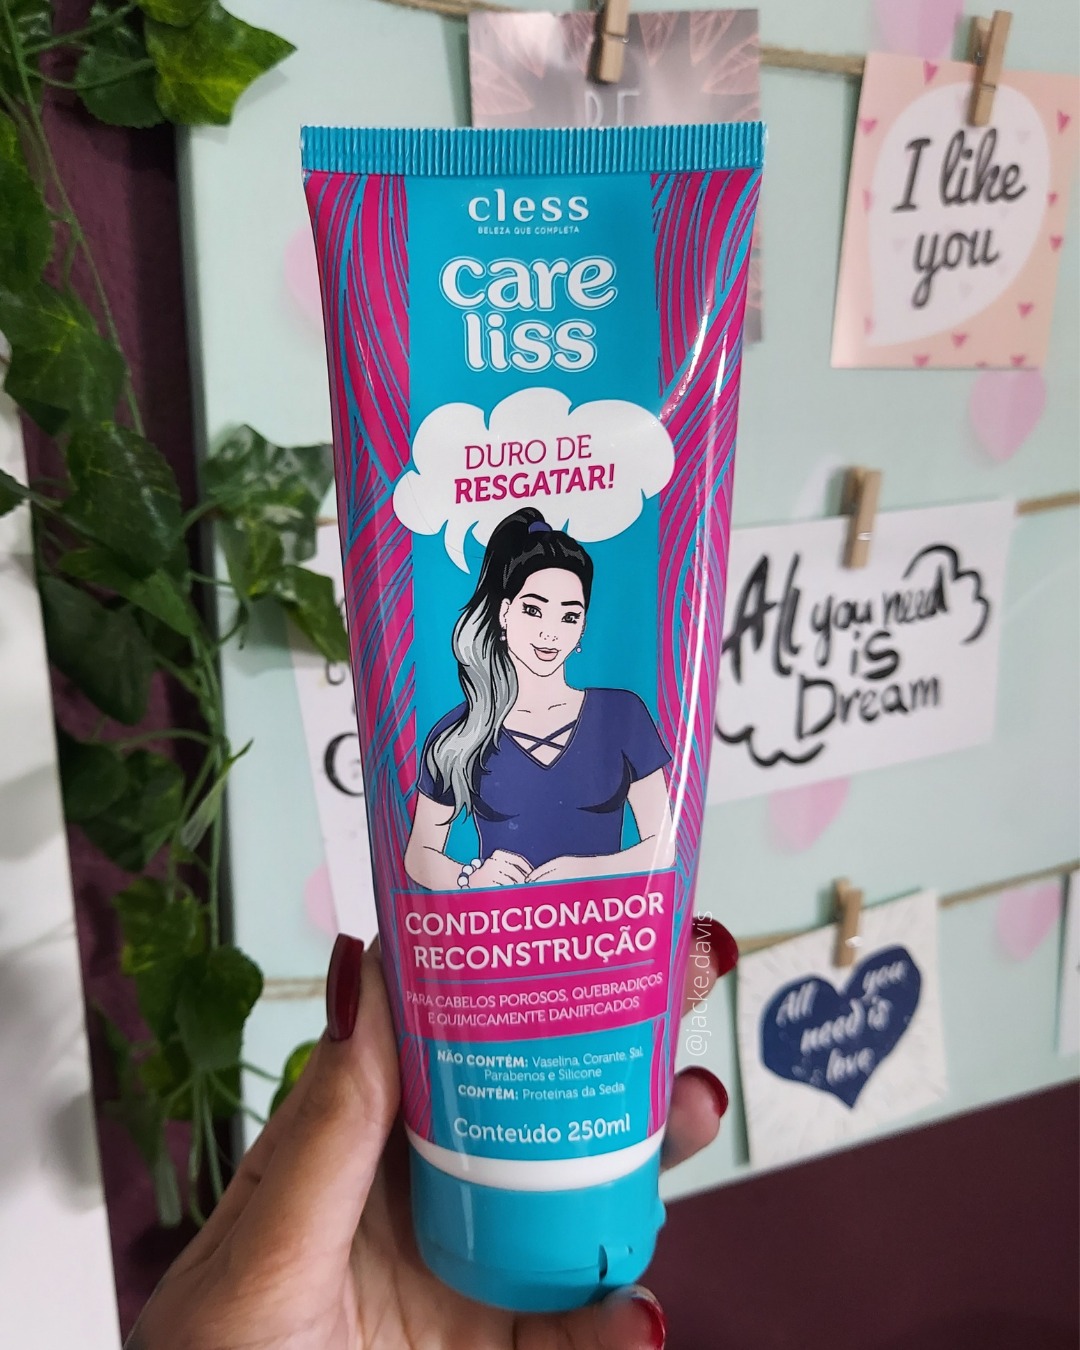 cless
BELEZA QUE COMPLETA
care
liss
DURO DE
RESGATAR!
CONDICIONADOR
RECONSTRUÇÃO
PARA CABELOS POROSOS, QUEBRADIÇOS
E QUIMICAMENTE DANIFICADOS
NÃO CONTÉM: Vaselina, Corante, Sal,
Parabenos e Silicone
CONTÉM: Proteínas da Seda
Conteúdo 250ml
@jacke.davis
BE
I like
you
All you need
is
Dream
All you
need is
love